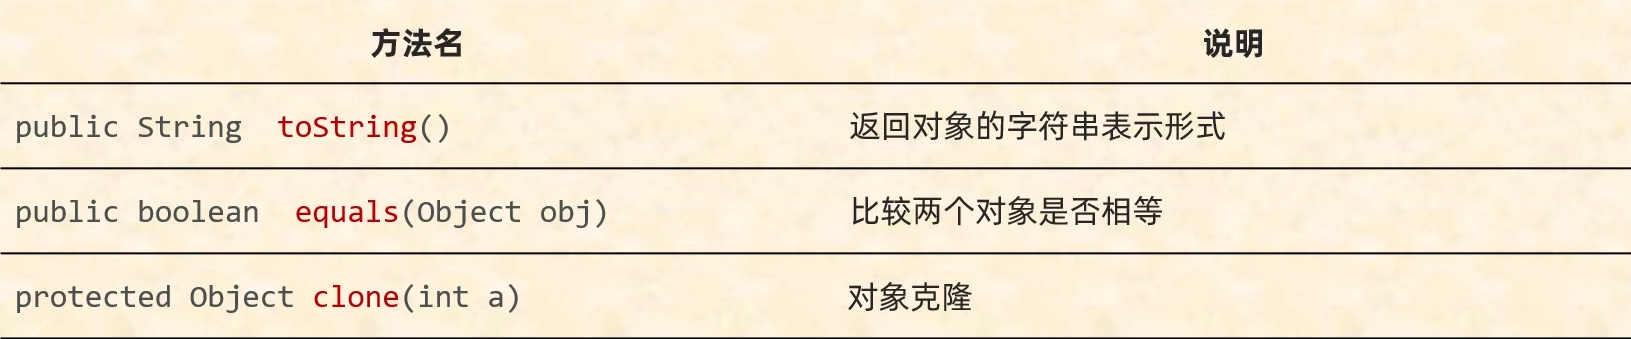 方法名 说明
public String  toString() 返回对象的字符串表示形式
public boolean  equals(Object obj) 比较两个对象是否相等
protected Object clone(int a) 对象克隆